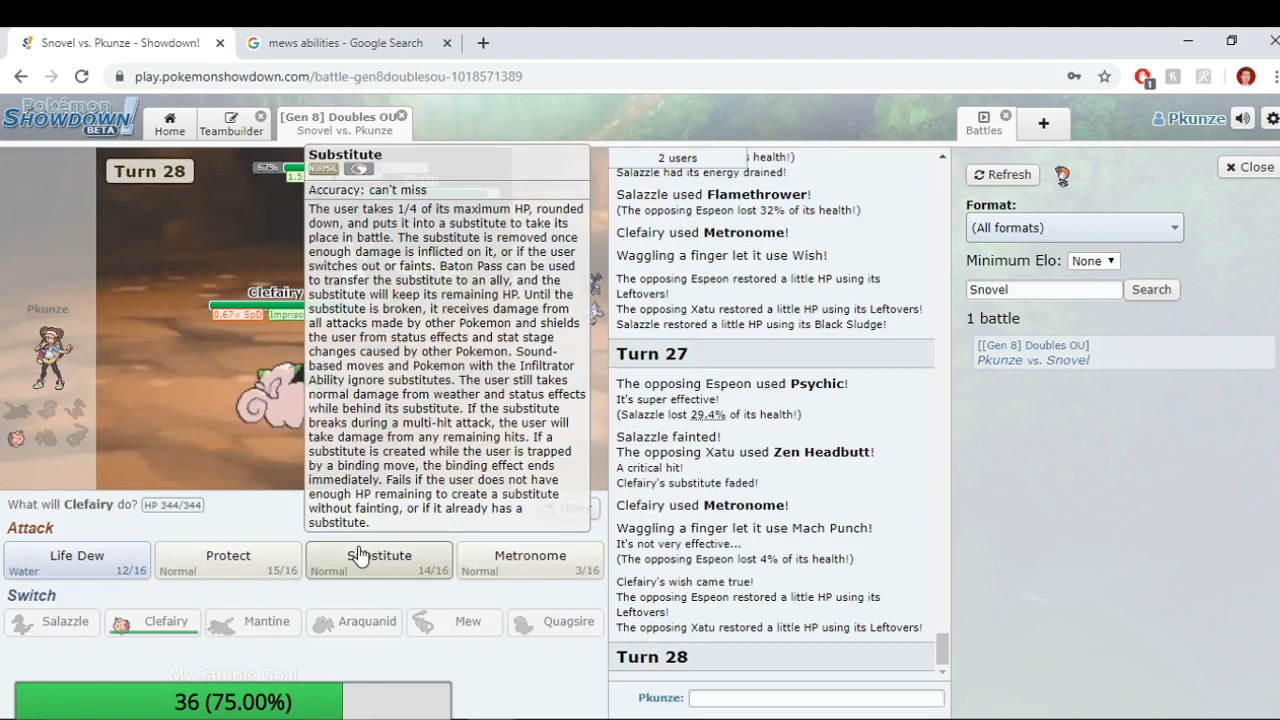 Snovel vs. Pkunze - Showdown!
mews abilities - Google Search
play.pokemonshowdown.com/battle-gen8doublesou-1018571389
Pokémon
SHOWDOWN!
BETA
Home
Teambuilder
[Gen 8] Doubles OU
Snovel vs. Pkunze
Battles
Pkunze
Turn 28
67%
1.5
Pkunze
Clefairy
0.67× SpD
Impriso
Substitute
NORMAL
Accuracy: can't miss
The user takes 1/4 of its maximum HP, rounded
down, and puts it into a substitute to take its
place in battle. The substitute is removed once
enough damage is inflicted on it, or if the user
switches out or faints. Baton Pass can be used
to transfer the substitute to an ally, and the
substitute will keep its remaining HP. Until the
substitute is broken, it receives damage from
all attacks made by other Pokemon and shields
the user from status effects and stat stage
changes caused by other Pokemon. Sound-
based moves and Pokemon with the Infiltrator
Ability ignore substitutes. The user still takes
normal damage from weather and status effects
while behind its substitute. If the substitute
breaks during a multi-hit attack, the user will
take damage from any remaining hits. If a
substitute is created while the user is trapped
by a binding move, the binding effect ends
immediately. Fails if the user does not have
enough HP remaining to create a substitute
without fainting, or if it already has a
substitute.
What will Clefairy do? HP 344/344
Attack
Life Dew
Water 12/16
Protect
Normal 15/16
Substitute
Normal 14/16
Metronome
Normal 3/16
Switch
Salazzle
Clefairy
Mantine
Araquanid
Mew
Quagsire
My Sample Goal
36 (75.00%)
2 users
s health!)
Salazzle had its energy drained!
Salazzle used Flamethrower!
(The opposing Espeon lost 32% of its health!)
Clefairy used Metronome!
Waggling a finger let it use Wish!
The opposing Espeon restored a little HP using its
Leftovers!
The opposing Xatu restored a little HP using its Leftovers!
Salazzle restored a little HP using its Black Sludge!
Turn 27
The opposing Espeon used Psychic!
It's super effective!
(Salazzle lost 29.4% of its health!)
Salazzle fainted!
The opposing Xatu used Zen Headbutt!
A critical hit!
Clefairy's substitute faded!
Clefairy used Metronome!
Waggling a finger let it use Mach Punch!
It's not very effective...
(The opposing Espeon lost 4% of its health!)
Clefairy's wish came true!
The opposing Espeon restored a little HP using its
Leftovers!
The opposing Xatu restored a little HP using its Leftovers!
Turn 28
Pkunze:
Refresh
Close
Format:
(All formats)
Minimum Elo: None
Snovel
Search
1 battle
[[Gen 8] Doubles OU]
Pkunze vs. Snovel